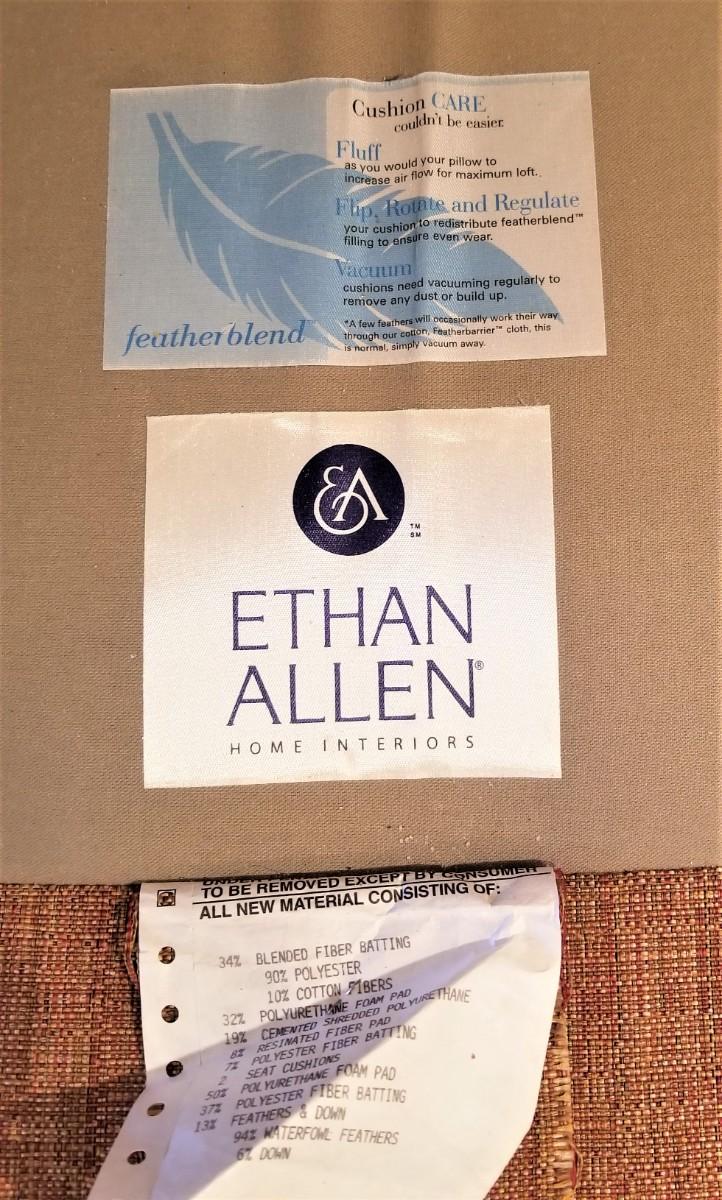 Cushion CARE
couldn't be easier.
Fluff
as you would your pillow to
increase air flow for maximum loft.
Flip, Rotate and Regulate
your cushion to redistribute featherblend™
filling to ensure even wear.
Vacuum
cushions need vacuuming regularly to
remove any dust or build up.
*A few feathers will occasionally work their way
through our cotton, Featherbarrier™ cloth, this
is normal, simply vacuum away.
featherblend™
EA
TM
SM
ETHAN
ALLEN®
HOME INTERIORS
TO BE REMOVED EXCEPT BY CONSUMER
ALL NEW MATERIAL CONSISTING OF:
34% BLENDED FIBER BATTING
90% POLYESTER
10% COTTON FIBERS
32% POLYURETHANE FOAM PAD
19% CEMENTED SHREDDED POLYURETHANE
8% RESINATED FIBER PAD
7% POLYESTER FIBER BATTING
2 SEAT CUSHIONS
50% POLYURETHANE FOAM PAD
37% POLYESTER FIBER BATTING
13% FEATHERS & DOWN
94% WATERFOWL FEATHERS
6% DOWN